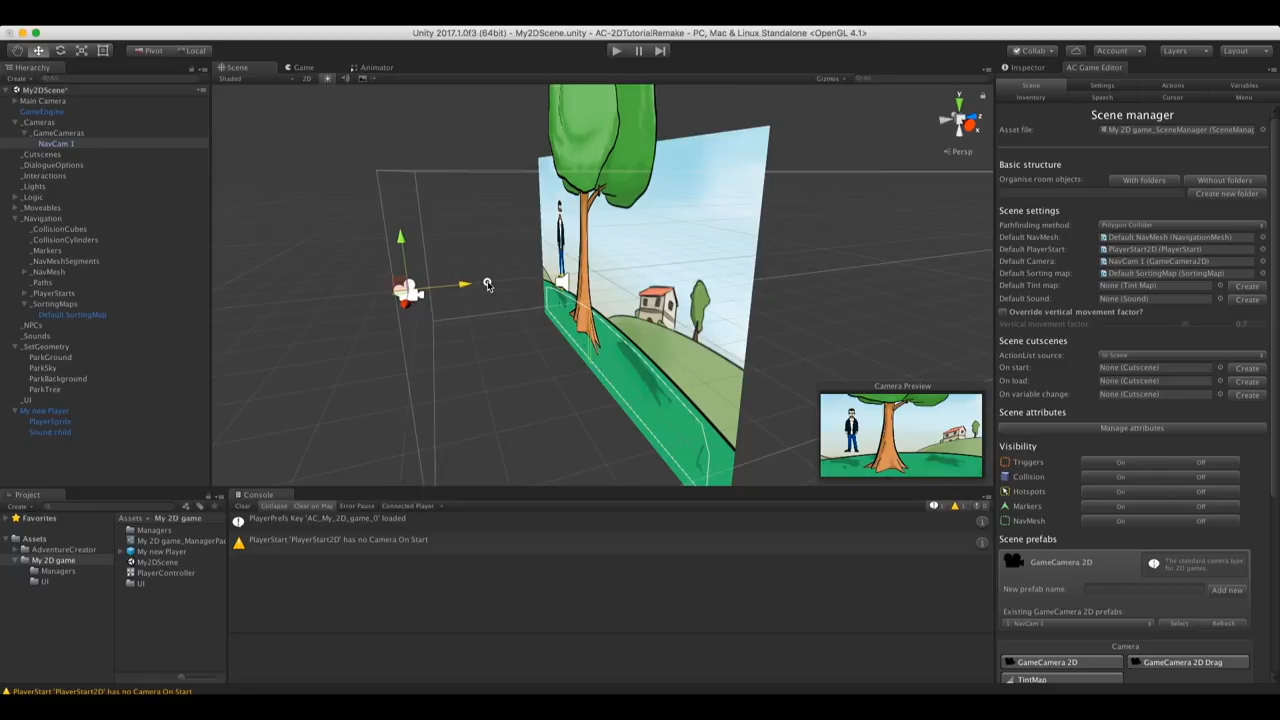 Unity 2017.1.0f3 (64bit) - My2DScene.unity - AC-2DTutorialRemake - PC, Mac & Linux Standalone <OpenGL 4.1>
Pivot Local Collab Account Layers Layout
Hierarchy
Create All
My2DScene*
Main Camera
GameEngine
_Cameras
_GameCameras
NavCam 1
_Cutscenes
_DialogueOptions
_Interactions
_Lights
_Logic
_Moveables
_Navigation
_CollisionCubes
_CollisionCylinders
_Markers
_NavMeshSegments
_NavMesh
_Paths
_PlayerStarts
_SortingMaps
Default SortingMap
_NPCs
_Sounds
_SetGeometry
ParkGround
ParkSky
ParkBackground
ParkTree
_UI
My new Player
PlayerSprite
Sound child
Scene Game Animator
Shaded 2D Gizmos All
y
z
x
Persp
Camera Preview
Inspector AC Game Editor
Scene Settings Actions Variables
Inventory Speech Cursor Menu
Scene manager
Asset file: My 2D game_SceneManager (SceneManag
Basic structure
Organise room objects: With folders Without folders
Create new folder
Scene settings
Pathfinding method: Polygon Collider
Default NavMesh: Default NavMesh (NavigationMesh)
Default PlayerStart: PlayerStart2D (PlayerStart)
Default Camera: NavCam 1 (GameCamera2D)
Default Sorting map: Default SortingMap (SortingMap)
Default Tint map: None (Tint Map) Create
Default Sound: None (Sound) Create
Override vertical movement factor?
Vertical movement factor 0.7
Scene cutscenes
ActionList source: In Scene
On start: None (Cutscene) Create
On load: None (Cutscene) Create
On variable change: None (Cutscene) Create
Scene attributes
Manage attributes
Visibility
Triggers On Off
Collision On Off
Hotspots On Off
Markers On Off
NavMesh On Off
Scene prefabs
GameCamera 2D
The standard camera type for 2D games.
New prefab name: Add new
Existing GameCamera 2D prefabs:
1: NavCam 1 Select Refresh
Camera
GameCamera 2D GameCamera 2D Drag
TintMap
Project
Create
Favorites
Assets
AdventureCreator
My 2D game
Managers
UI
Assets My 2D game
Managers
My 2D game_ManagerPa
My new Player
My2DScene
PlayerController
UI
Console
Clear Collapse Clear on Play Error Pause Connected Player
PlayerPrefs Key 'AC_My_2D_game_0' loaded 1
PlayerStart 'PlayerStart2D' has no Camera On Start 1
PlayerStart 'PlayerStart2D' has no Camera On Start